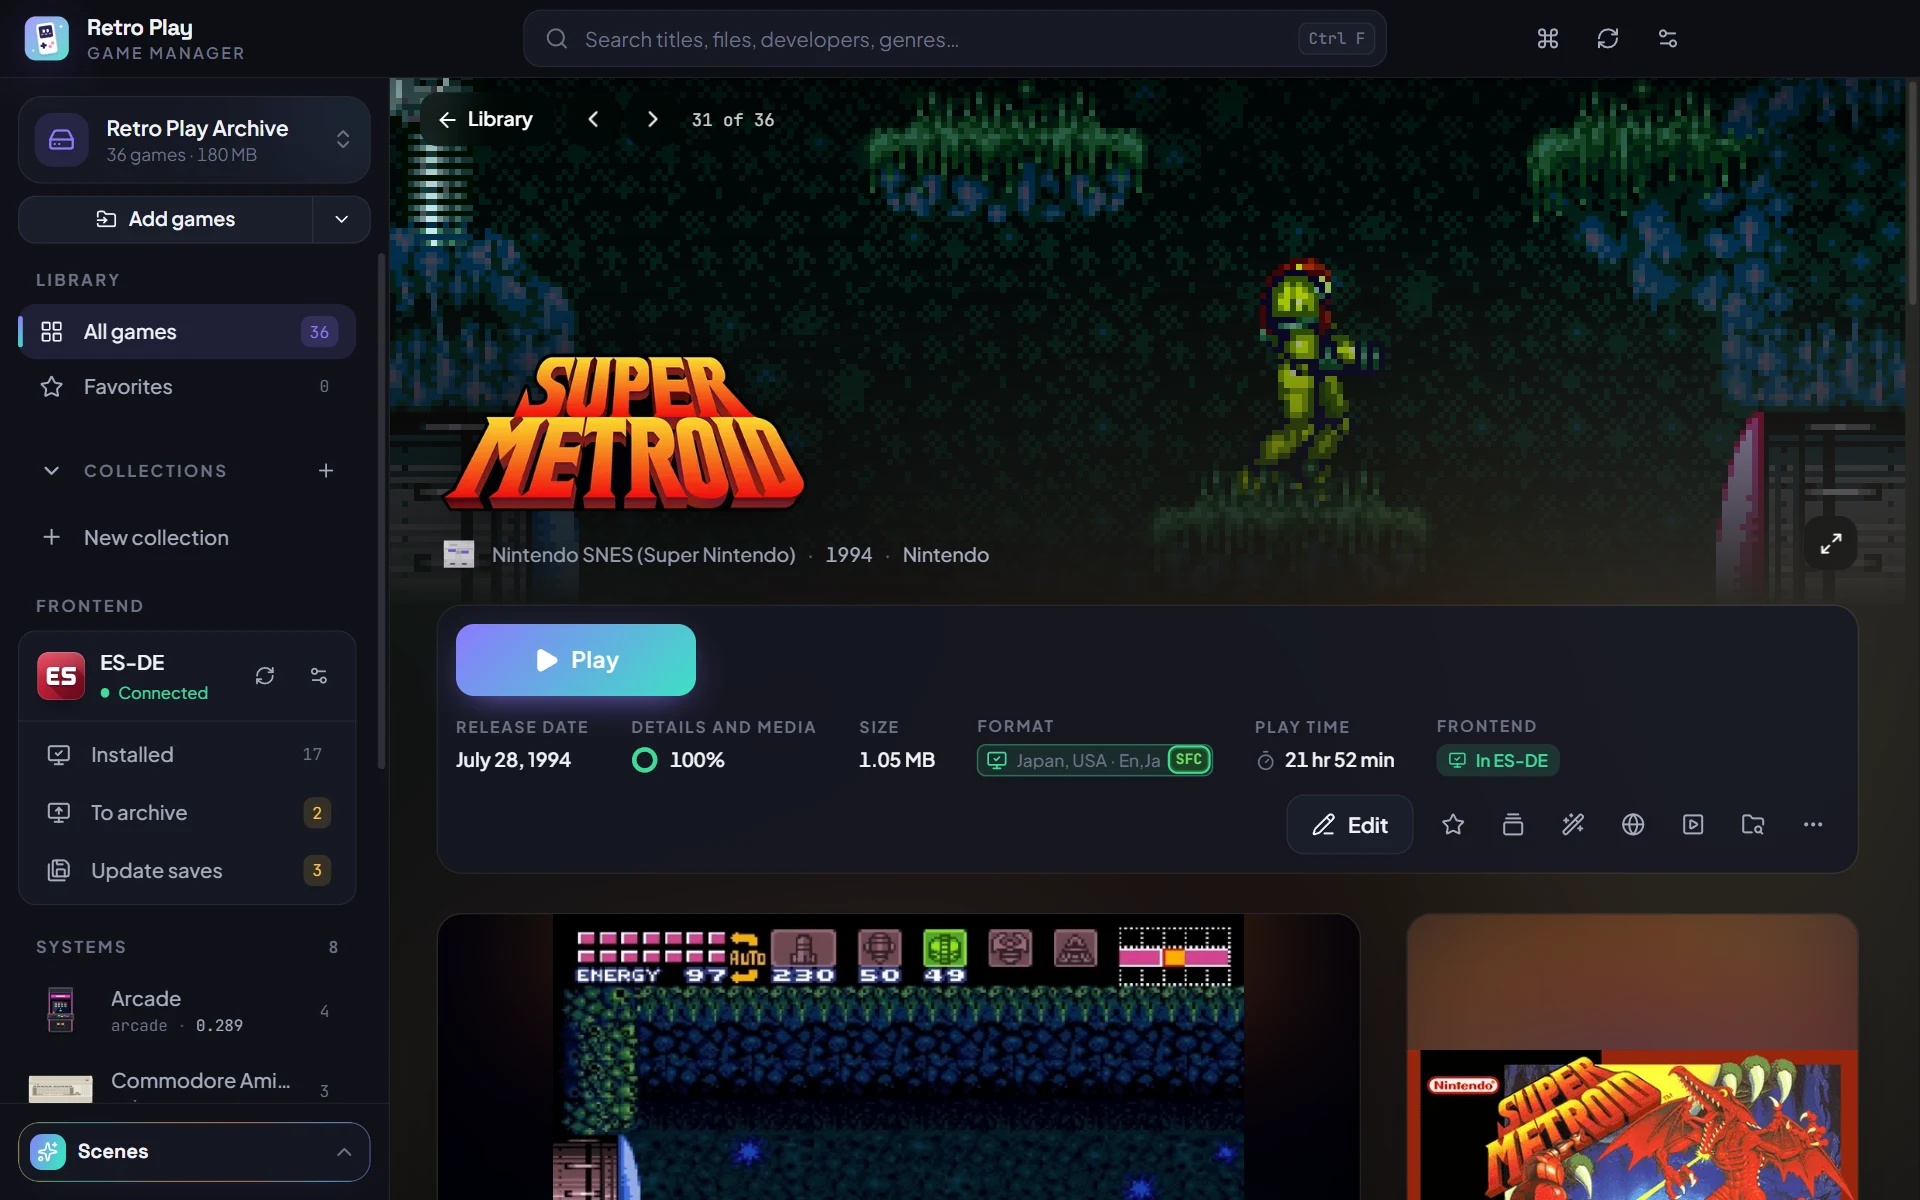 Retro Play
GAME MANAGER
Search titles, files, developers, genres...
Ctrl F
Retro Play Archive
36 games · 180 MB
Add games
LIBRARY
All games 36
Favorites 0
COLLECTIONS
New collection
FRONTEND
ES
ES-DE
Connected
Installed 17
To archive 2
Update saves 3
SYSTEMS 8
Arcade
arcade · 0.289
4
Commodore Ami...
3
Scenes
Library
31 of 36
SUPER
METROID
Nintendo SNES (Super Nintendo) · 1994 · Nintendo
Play
RELEASE DATE
July 28, 1994
DETAILS AND MEDIA
100%
SIZE
1.05 MB
FORMAT
Japan, USA · En,Ja SFC
PLAY TIME
21 hr 52 min
FRONTEND
In ES-DE
Edit
AUTO
ENERGY 97 230 50 49
Nintendo
SUPER
METROID